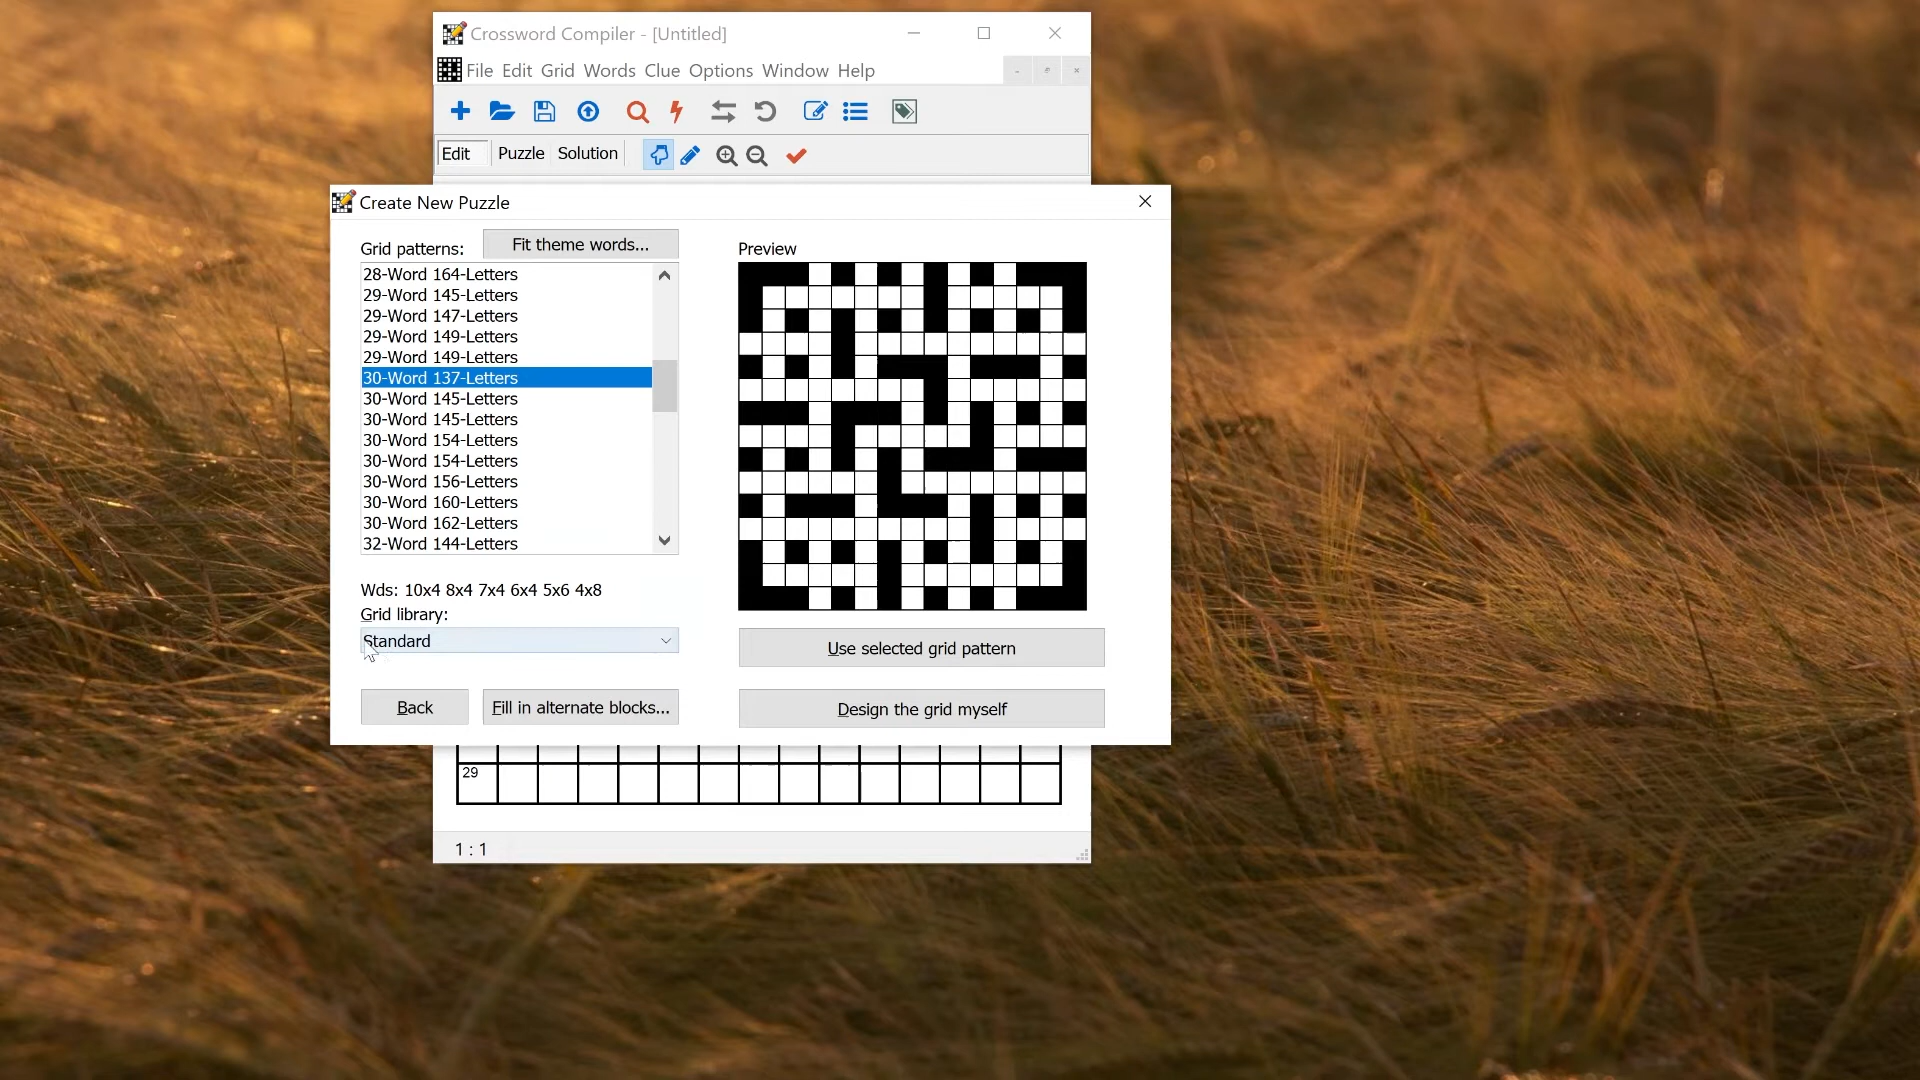 Crossword Compiler - [Untitled]
File Edit Grid Words Clue Options Window Help
Edit Puzzle Solution
Create New Puzzle
Grid patterns:
Fit theme words...
Preview
28-Word 164-Letters
29-Word 145-Letters
29-Word 147-Letters
29-Word 149-Letters
29-Word 149-Letters
30-Word 137-Letters
30-Word 145-Letters
30-Word 145-Letters
30-Word 154-Letters
30-Word 154-Letters
30-Word 156-Letters
30-Word 160-Letters
30-Word 162-Letters
32-Word 144-Letters
Wds: 10x4 8x4 7x4 6x4 5x6 4x8
Grid library:
Standard
Use selected grid pattern
Back
Fill in alternate blocks...
Design the grid myself
29
1 : 1